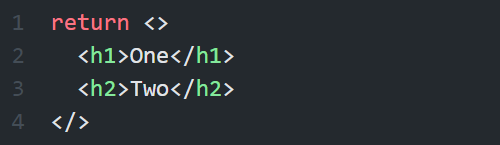 1 return <>
2   <h1>One</h1>
3   <h2>Two</h2>
4 </>